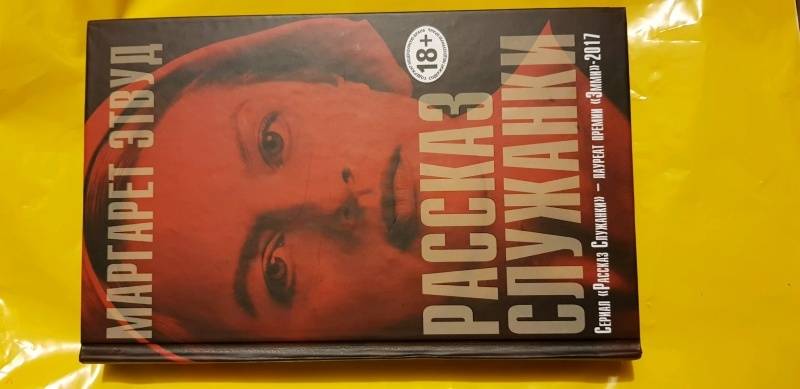 МАРГАРЕТ ЭТВУД
18+
РАССКАЗ
СЛУЖАНКИ
Сериал «Рассказ Служанки» – лауреат премии «Эмми»-2017